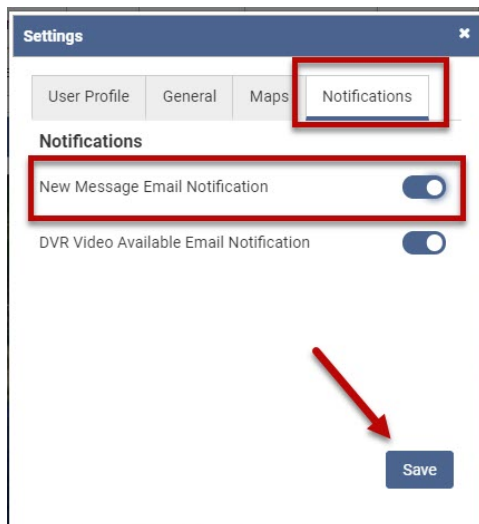 Settings
User Profile General Maps Notifications
Notifications
New Message Email Notification
DVR Video Available Email Notification
Save